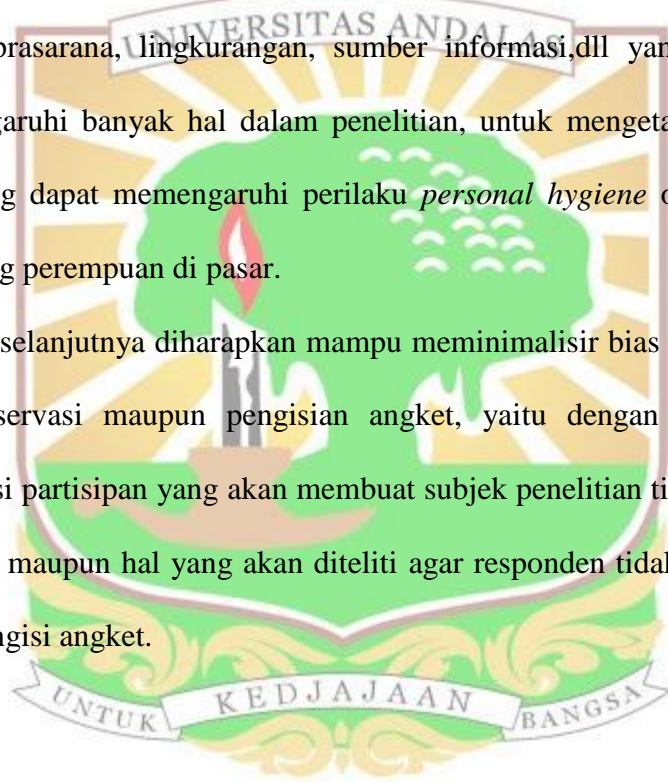 UNIVERSITAS ANDALAS
prasarana, lingkurangan, sumber informasi,dll yan
garuhi banyak hal dalam penelitian, untuk mengeta
g dapat memengaruhi perilaku personal hygiene
g perempuan di pasar.
selanjutnya diharapkan mampu meminimalisir bias
servasi maupun pengisian angket, yaitu dengan
si partisipan yang akan membuat subjek penelitian ti
maupun hal yang akan diteliti agar responden tidal
ngisi angket.
UNTUK KEDJAJAAN BANGSA